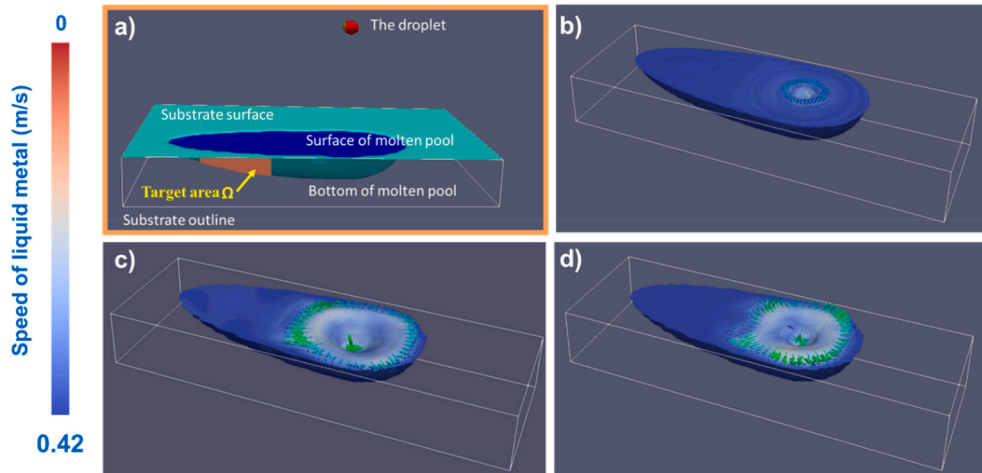 0
Speed of liquid metal (m/s)
0.42
a)
The droplet
Substrate surface
Surface of molten pool
Target area Ω
Bottom of molten pool
Substrate outline
b)
c)
d)